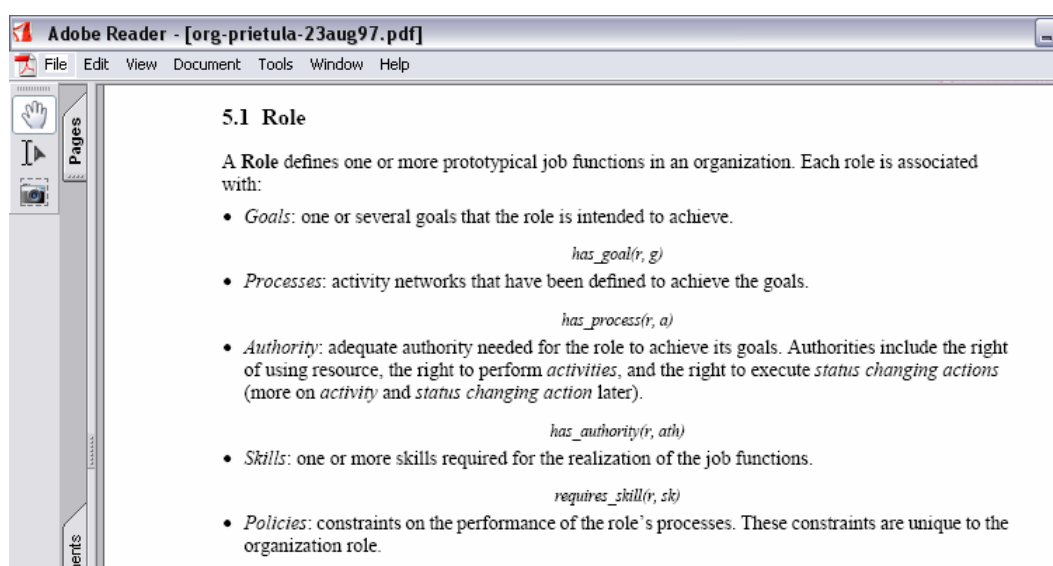 Adobe Reader - [org-prietula-23aug97.pdf]
File Edit View Document Tools Window Help
Pages
5.1 Role
A Role defines one or more prototypical job functions in an organization. Each role is associated
with:
• Goals: one or several goals that the role is intended to achieve.
has_goal(r, g)
• Processes: activity networks that have been defined to achieve the goals.
has_process(r, a)
• Authority: adequate authority needed for the role to achieve its goals. Authorities include the right
of using resource, the right to perform activities, and the right to execute status changing actions
(more on activity and status changing action later).
has_authority(r, ath)
• Skills: one or more skills required for the realization of the job functions.
requires_skill(r, sk)
• Policies: constraints on the performance of the role's processes. These constraints are unique to the
organization role.
ents